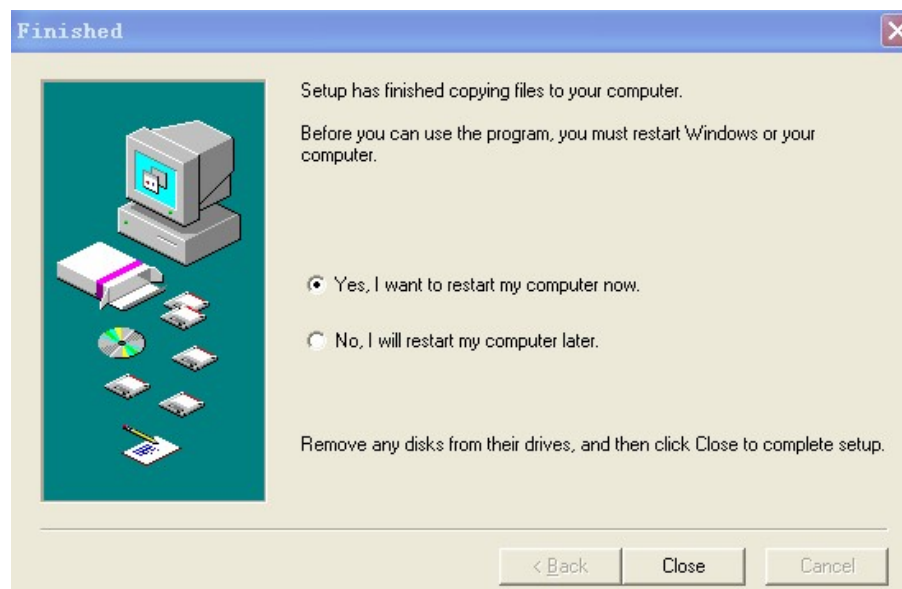 Finished
Setup has finished copying files to your computer.
Before you can use the program, you must restart Windows or your
computer.
Yes, I want to restart my computer now.
No, I will restart my computer later.
Remove any disks from their drives, and then click Close to complete setup.
< Back
Close
Cancel